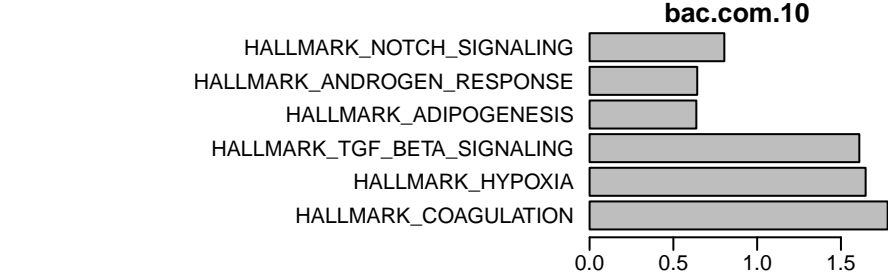 bac.com.10
HALLMARK_NOTCH_SIGNALING
HALLMARK_ANDROGEN_RESPONSE
HALLMARK_ADIPOGENESIS
HALLMARK_TGF_BETA_SIGNALING
HALLMARK_HYPOXIA
HALLMARK_COAGULATION
0.0 0.5 1.0 1.5